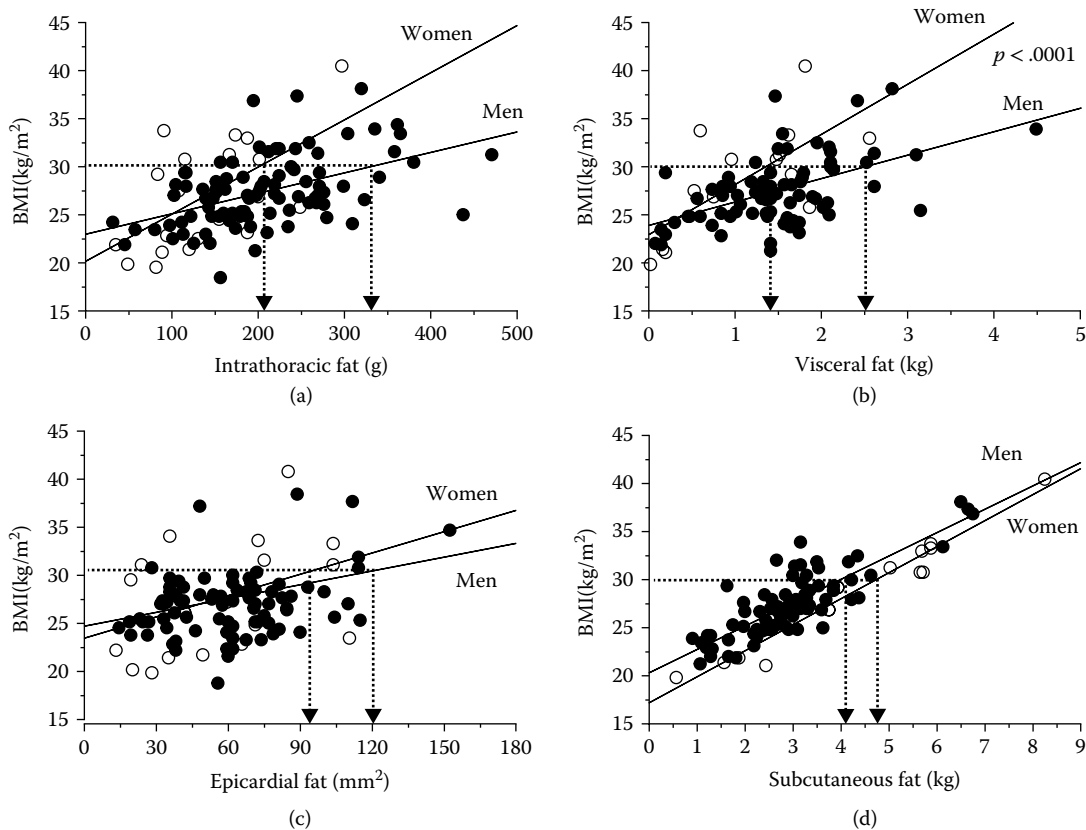 45
40
35
30
25
20
15
BMI(kg/m²)
Women
Men
0 100 200 300 400 500
Intrathoracic fat (g)
(a)
45
40
35
30
25
20
15
BMI(kg/m²)
Women
p < .0001
Men
0 1 2 3 4 5
Visceral fat (kg)
(b)
45
40
35
30
25
20
15
BMI(kg/m²)
Women
Men
0 30 60 90 120 150 180
Epicardial fat (mm²)
(c)
45
40
35
30
25
20
15
BMI(kg/m²)
Men
Women
0 1 2 3 4 5 6 7 8 9
Subcutaneous fat (kg)
(d)